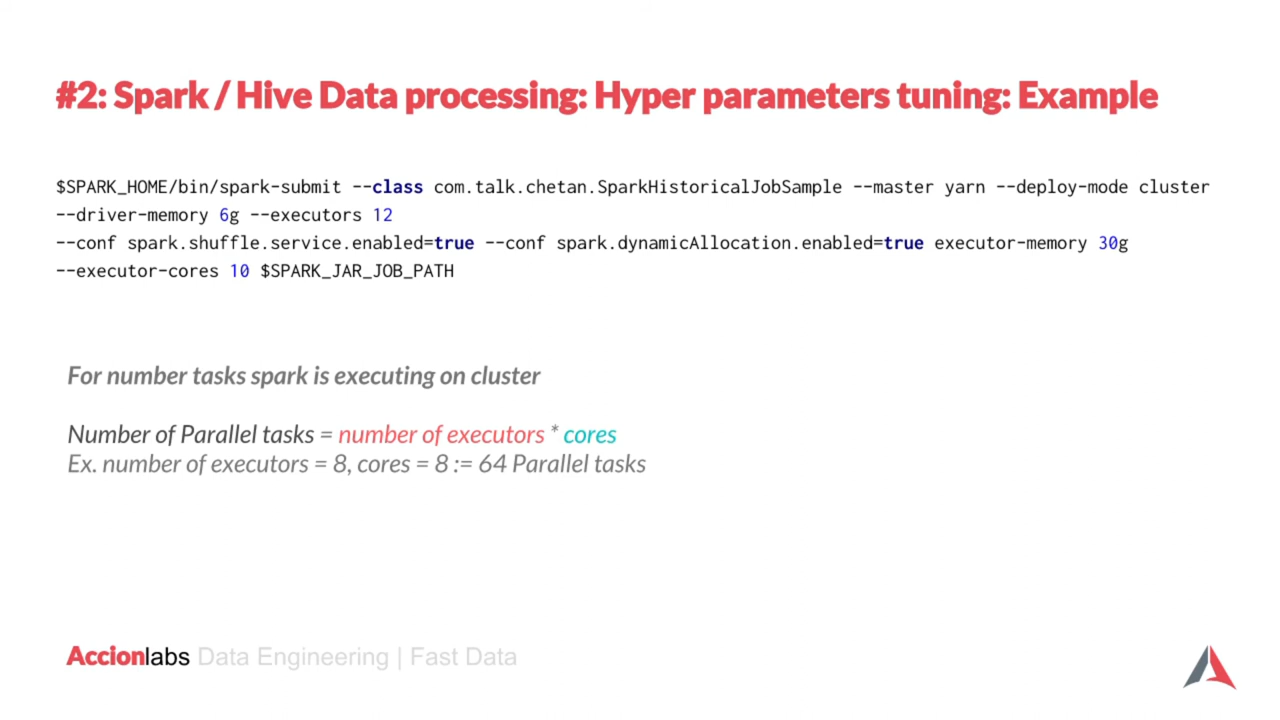 #2: Spark / Hive Data processing: Hyper parameters tuning: Example
$SPARK_HOME/bin/spark-submit --class com.talk.chetan.SparkHistoricalJobSample --master yarn --deploy-mode cluster
--driver-memory 6g --executors 12
--conf spark.shuffle.service.enabled=true --conf spark.dynamicAllocation.enabled=true executor-memory 30g
--executor-cores 10 $SPARK_JAR_JOB_PATH
For number tasks spark is executing on cluster
Number of Parallel tasks = number of executors * cores
Ex. number of executors = 8, cores = 8 := 64 Parallel tasks
Accionlabs Data Engineering | Fast Data